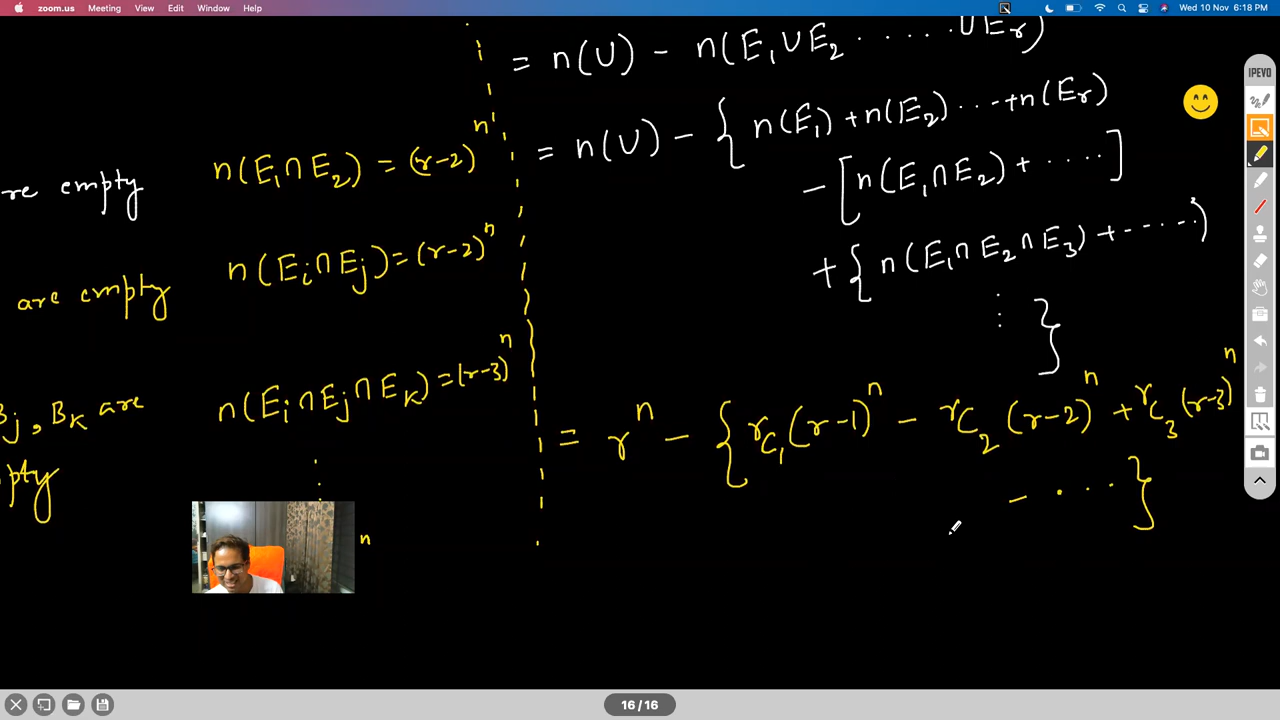 zoom.us Meeting View Edit Window Help Wed 10 Nov 6:18 PM
IPEVO
= n(U) - n(E₁∪E₂ ...... ∪Eᵣ)
= n(U) - { n(E₁) + n(E₂) ... + n(Eᵣ)
- [n(E₁∩E₂) + ....]
+ { n(E₁∩E₂∩E₃) + ......}
⋮ }
= rⁿ - { ʳC₁(r-1)ⁿ - ʳC₂(r-2)ⁿ + ʳC₃(r-3)ⁿ
- ... }
re empty n(E₁∩E₂) = (r-2)ⁿ
are empty n(Eᵢ∩Eⱼ) = (r-2)ⁿ
Bⱼ, Bₖ are n(Eᵢ∩Eⱼ∩Eₖ) = (r-3)ⁿ
pty
⋮
n
16 / 16